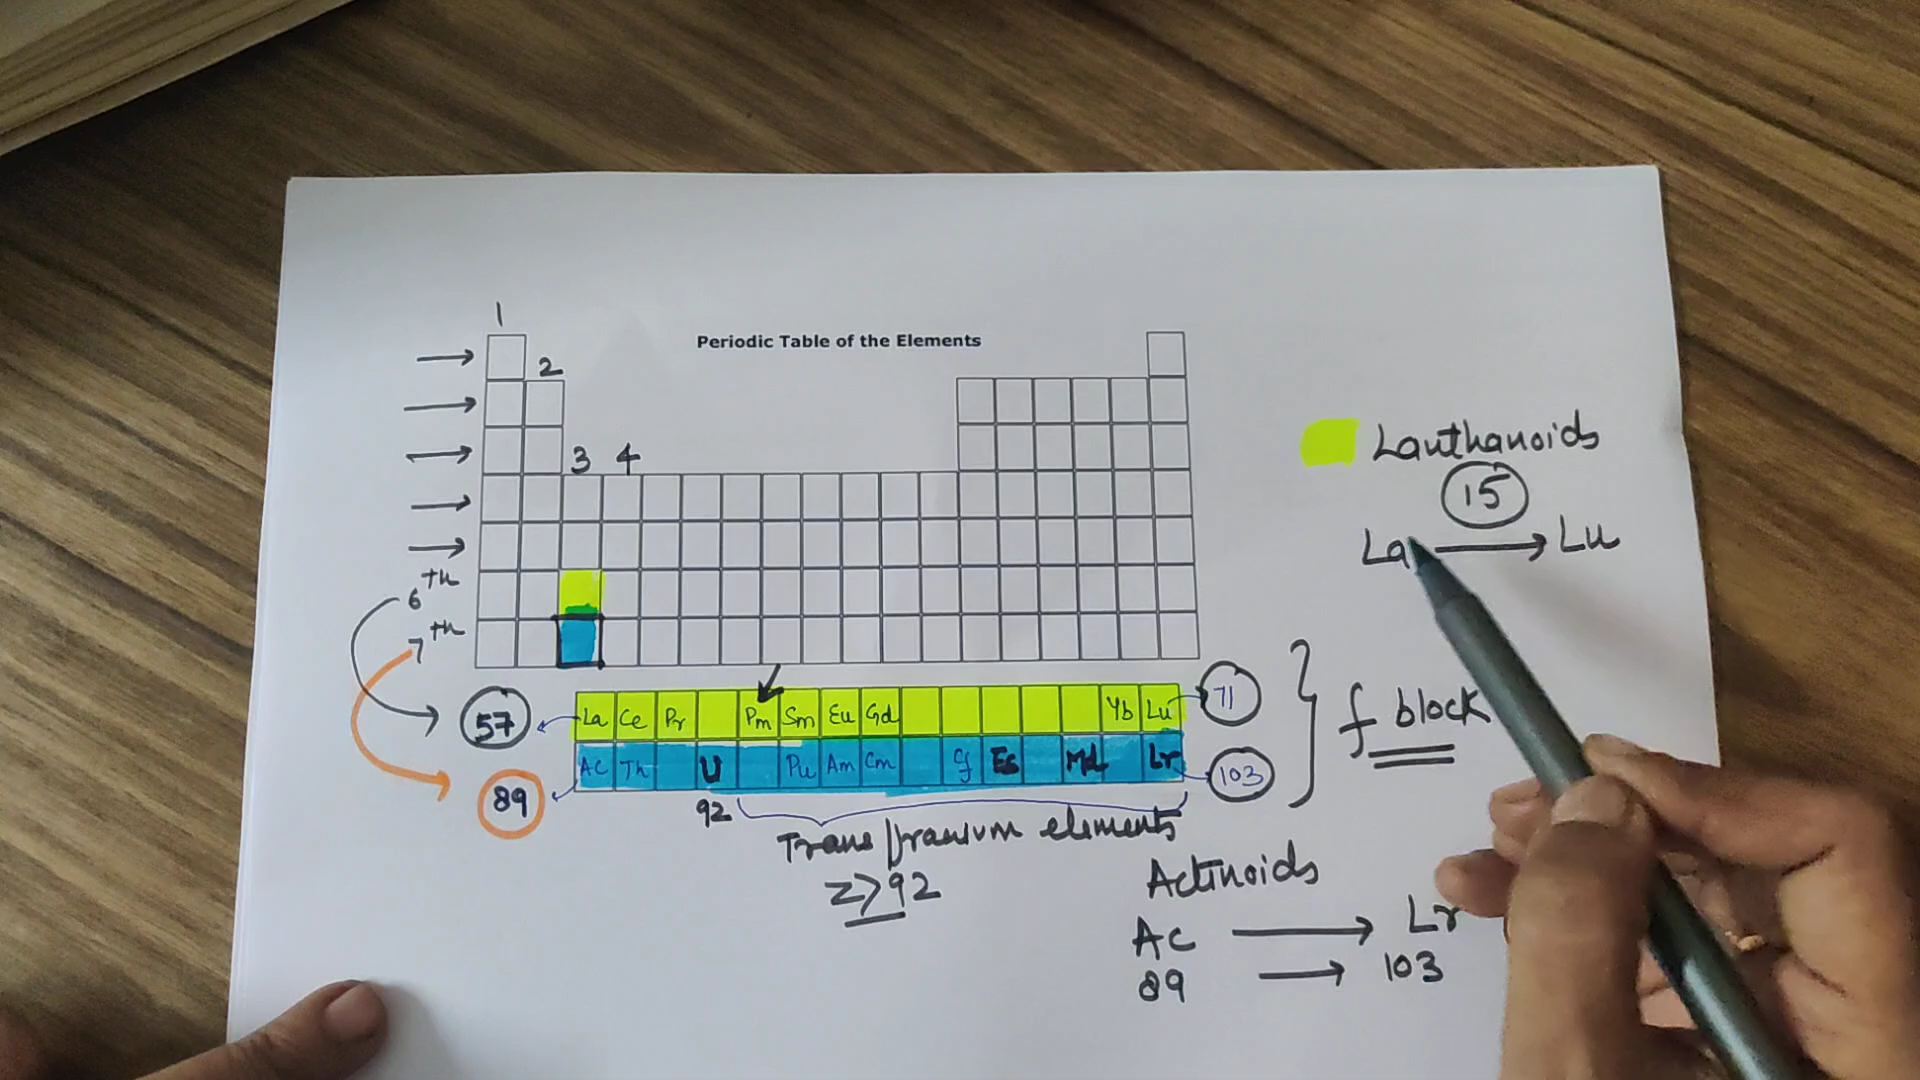 1
Periodic Table of the Elements
2
3 4
Lanthanoids
15
La → Lu
6th
7th
57 La Ce Pr Pm Sm Eu Gd Yb Lu 71
89 Ac Th U Pu Am Cm Cf Es Md Lr 103
f block
92
Trans Uranium elements
Z > 92
Actinoids
Ac → Lr
89 → 103